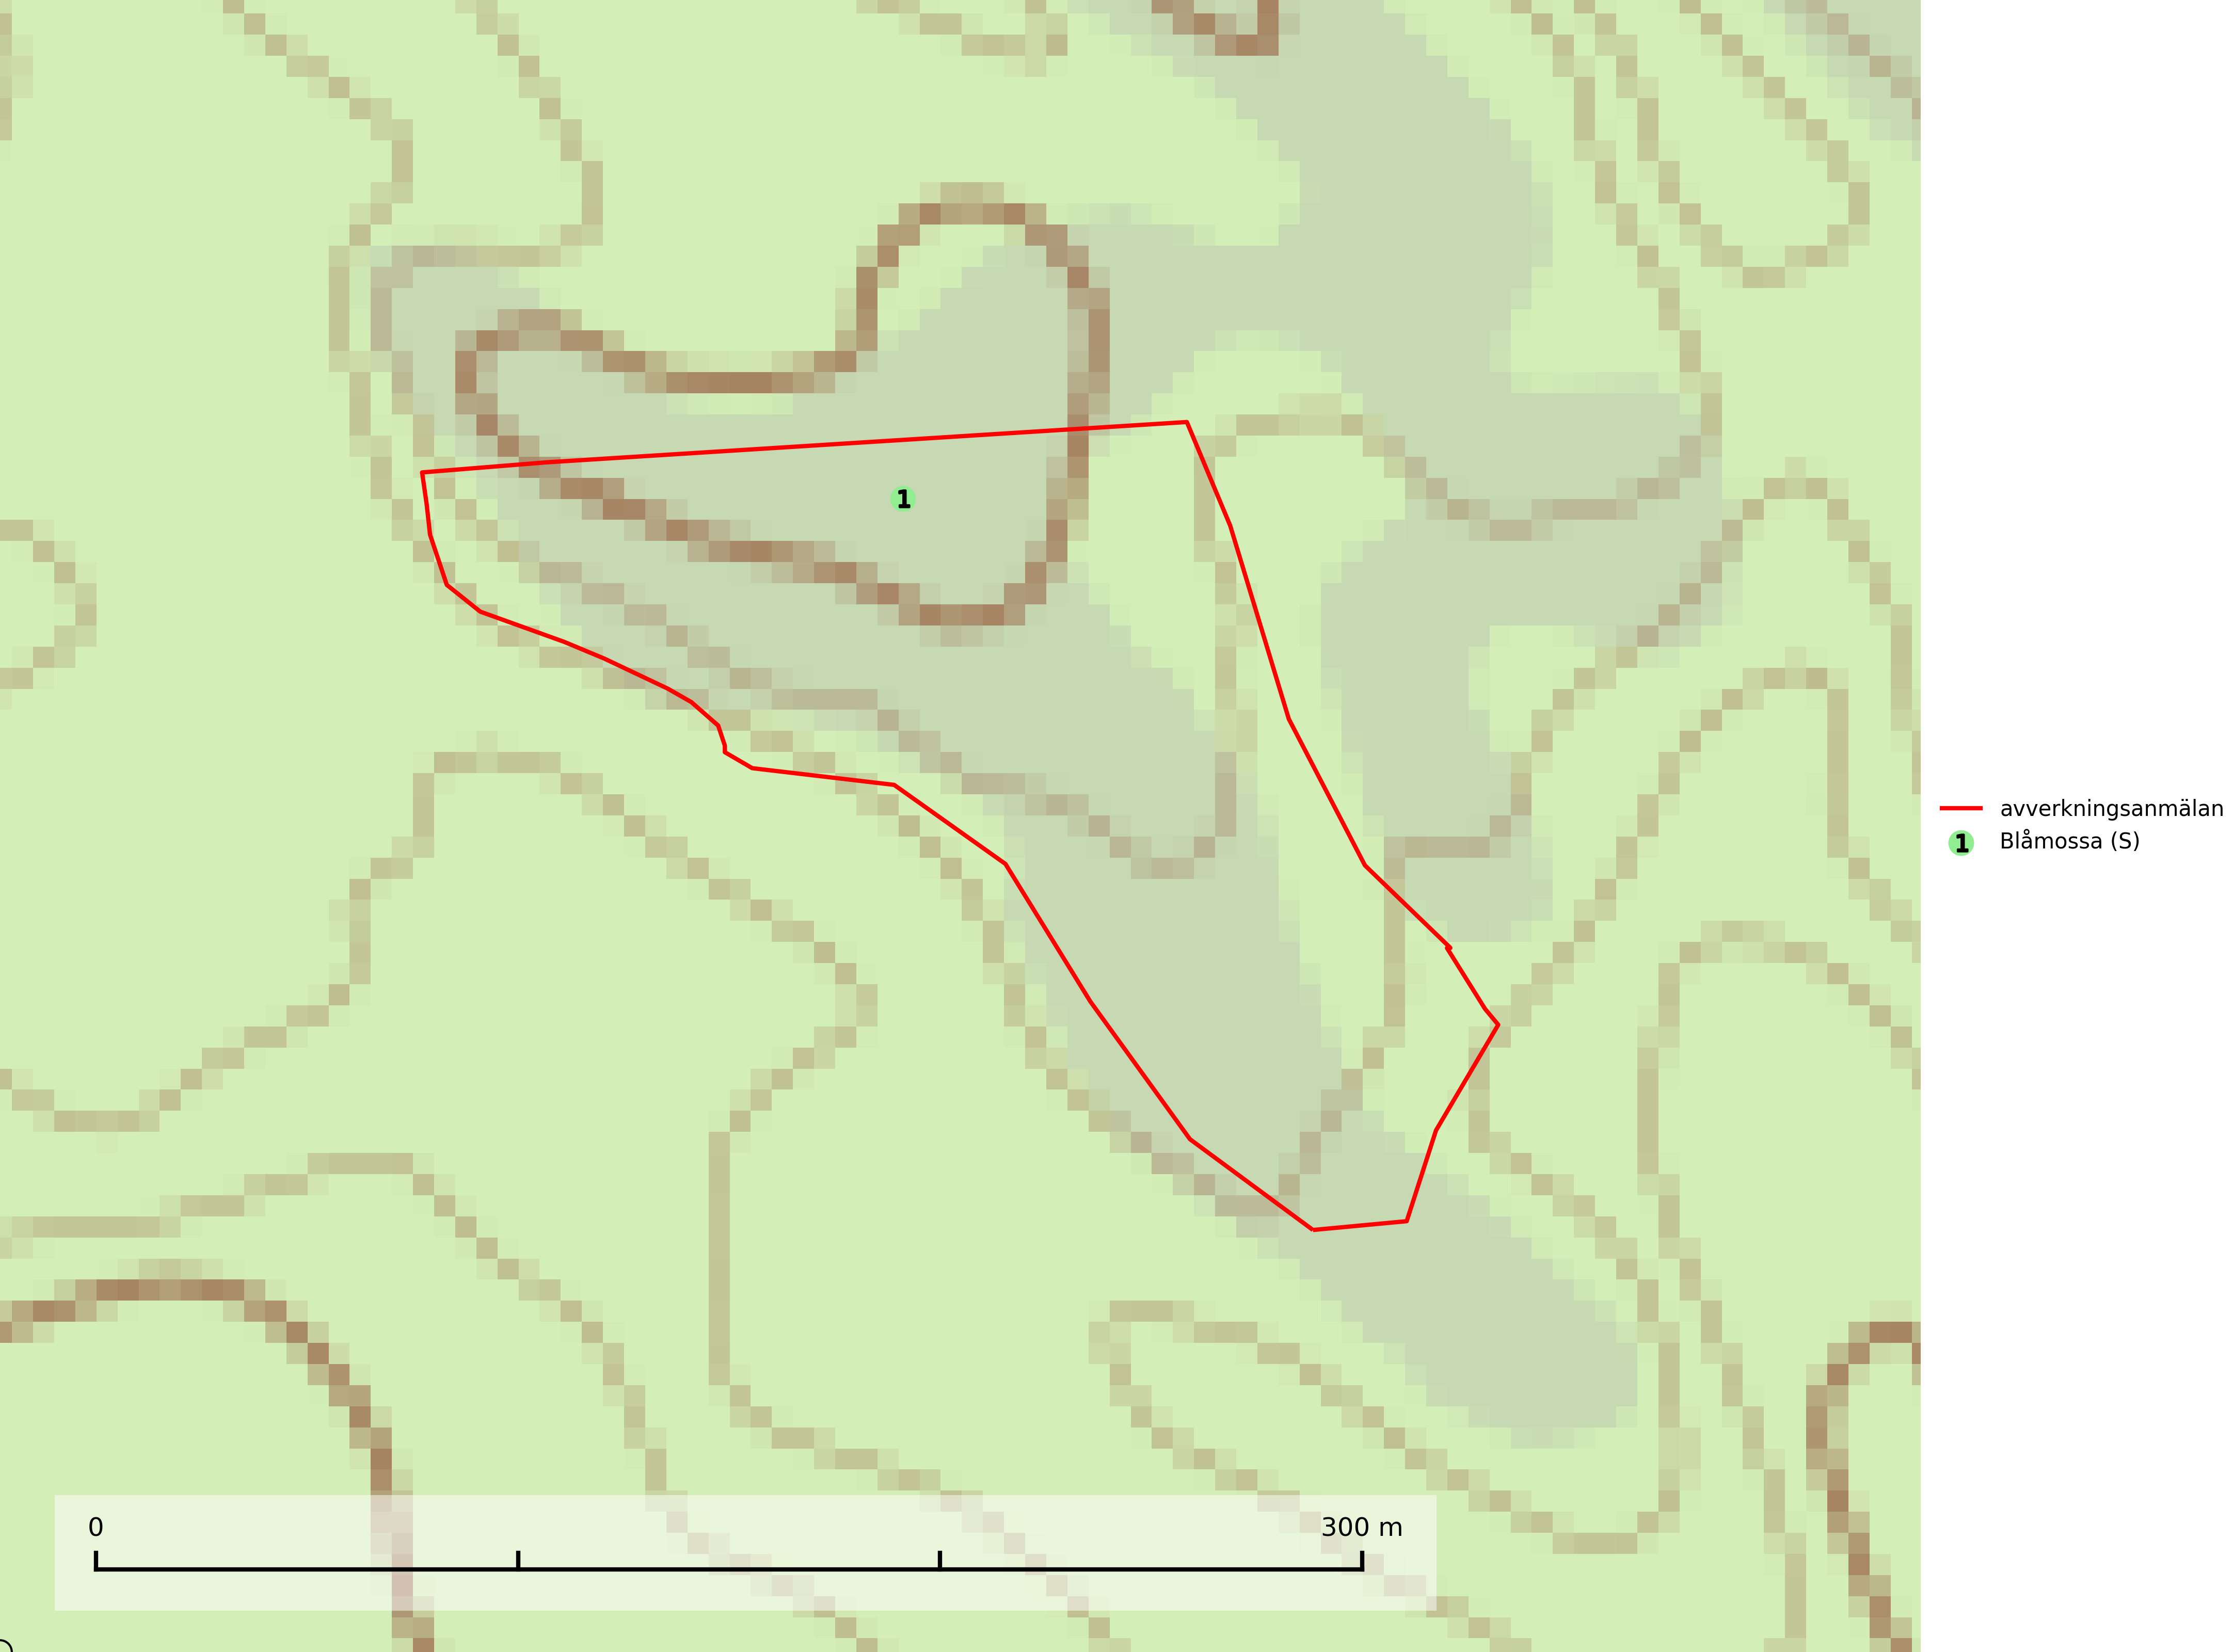 1
avverkningsanmälan
1 Blåmossa (S)
0 300 m